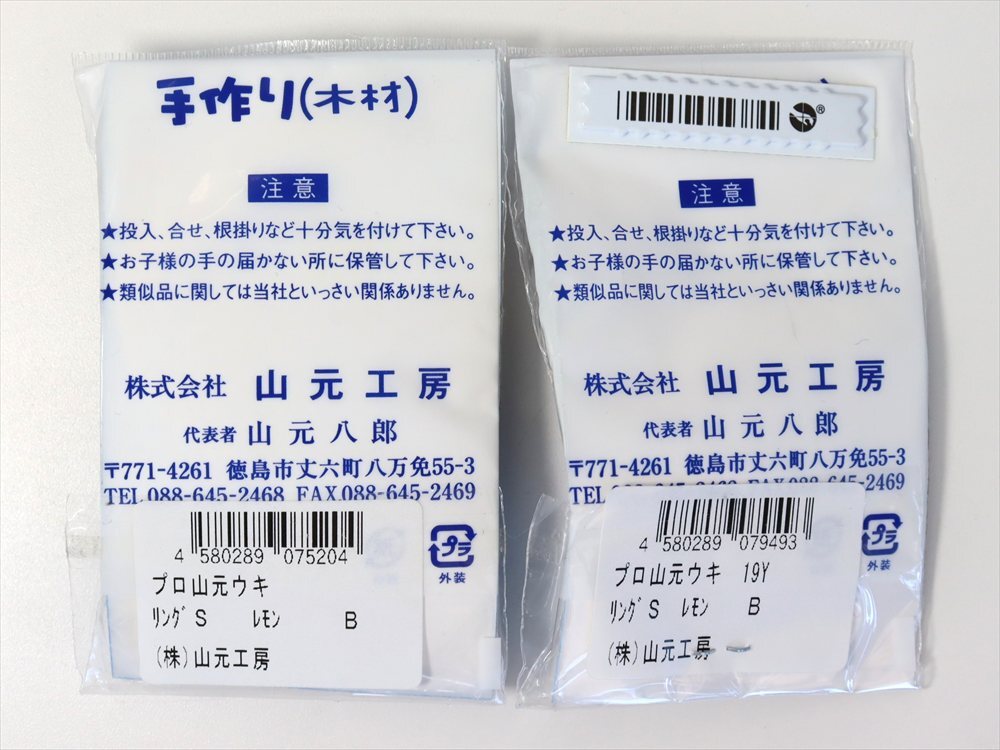 手作り(木材)
注意
★投入、合せ、根掛りなど十分気を付けて下さい。
★お子様の手の届かない所に保管して下さい。
★類似品に関しては当社といっさい関係ありません。
株式会社 山元工房
代表者 山元八郎
〒771-4261 徳島市丈六町八万免55-3
TEL.088-645-2468 FAX.088-645-2469
4 580289 075204
プラ
外装
プロ山元ウキ
リングS レモン B
(株)山元工房
®
注意
★投入、合せ、根掛りなど十分気を付けて下さい。
★お子様の手の届かない所に保管して下さい。
★類似品に関しては当社といっさい関係ありません。
株式会社 山元工房
代表者 山元八郎
〒771-4261 徳島市丈六町八万免55-3
TEL.088-645-2468 FAX.088-645-2469
4 580289 079493
プラ
外装
プロ山元ウキ 19Y
リングS レモン B
(株)山元工房